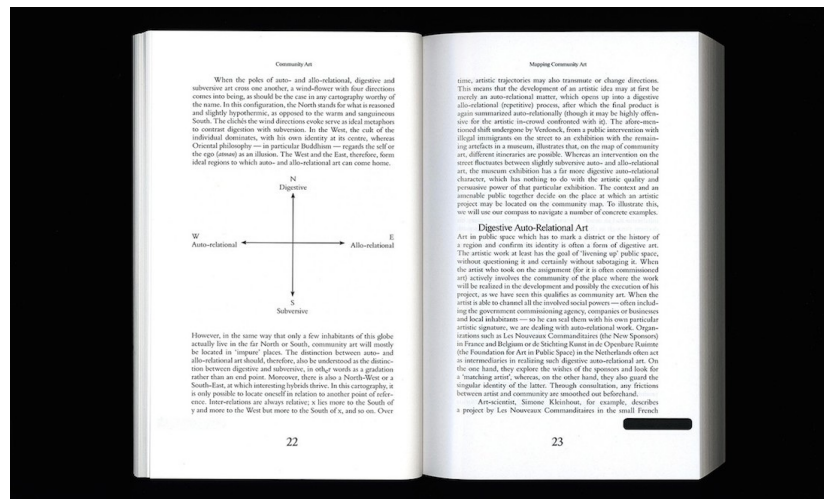 Community Art
When the poles of auto- and allo-relational, digestive and
subversive art cross one another, a wind-flower with four directions
comes into being, as should be the case in any cartography worthy of
the name. In this configuration, the North stands for what is reasoned
and slightly hypothermic, as opposed to the warm and sanguineous
South. The clichés the wind directions evoke serve as ideal metaphors
to contrast digestion with subversion. In the West, the cult of the
individual dominates, with his own identity at its centre, whereas
Oriental philosophy — in particular Buddhism — regards the self or
the ego (atman) as an illusion. The West and the East, therefore, form
ideal regions to which auto- and allo-relational art can come home.
N
Digestive
W
Auto-relational
E
Allo-relational
S
Subversive
However, in the same way that only a few inhabitants of this globe
actually live in the far North or South, community art will mostly
be located in ‘impure’ places. The distinction between auto- and
allo-relational art should, therefore, also be understood as the distinc-
tion between digestive and subversive, in other words as a gradation
rather than an end point. Moreover, there is also a North-West or a
South-East, at which interesting hybrids thrive. In this cartography, it
is only possible to locate oneself in relation to another point of refer-
ence. Inter-relations are always relative; x lies more to the South of
y and more to the West but more to the South of x, and so on. Over
22
Mapping Community Art
time, artistic trajectories may also transmute or change directions.
This means that the development of an artistic idea may at first be
merely an auto-relational matter, which opens up into a digestive
allo-relational (repetitive) process, after which the final product is
again summarized auto-relationally (though it may be highly offen-
sive for the artistic in-crowd confronted with it). The afore-men-
tioned shift undergone by Verdonck, from a public intervention with
illegal immigrants on the street to an exhibition with the remain-
ing artefacts in a museum, illustrates that, on the map of community
art, different itineraries are possible. Whereas an intervention on the
street fluctuates between slightly subversive auto- and allo-relational
art, the museum exhibition has a far more digestive auto-relational
character, which has nothing to do with the artistic quality and
persuasive power of that particular exhibition. The context and an
amenable public together decide on the place at which an artistic
project may be located on the community map. To illustrate this,
we will use our compass to navigate a number of concrete examples.
Digestive Auto-Relational Art
Art in public space which has to mark a district or the history of
a region and confirm its identity is often a form of digestive art.
The artistic work at least has the goal of ‘livening up’ public space,
without questioning it and certainly without sabotaging it. When
the artist who took on the assignment (for it is often commissioned
art) actively involves the community of the place where the work
will be realized in the development and possibly the execution of his
project, as we have seen this qualifies as community art. When the
artist is able to channel all the involved social powers — often includ-
ing the government commissioning agency, companies or businesses
and local inhabitants — so he can seal them with his own particular
artistic signature, we are dealing with auto-relational work. Organ-
izations such as Les Nouveaux Commanditaires (the New Sponsors)
in France and Belgium or de Stichting Kunst in de Openbare Ruimte
(the Foundation for Art in Public Space) in the Netherlands often act
as intermediaries in realizing such digestive auto-relational art. On
the one hand, they explore the wishes of the sponsors and look for
a ‘matching artist’, whereas, on the other hand, they also guard the
singular identity of the latter. Through consultation, any frictions
between artist and community are smoothed out beforehand.
Art-scientist, Simone Kleinhout, for example, describes
a project by Les Nouveaux Commanditaires in the small French
23